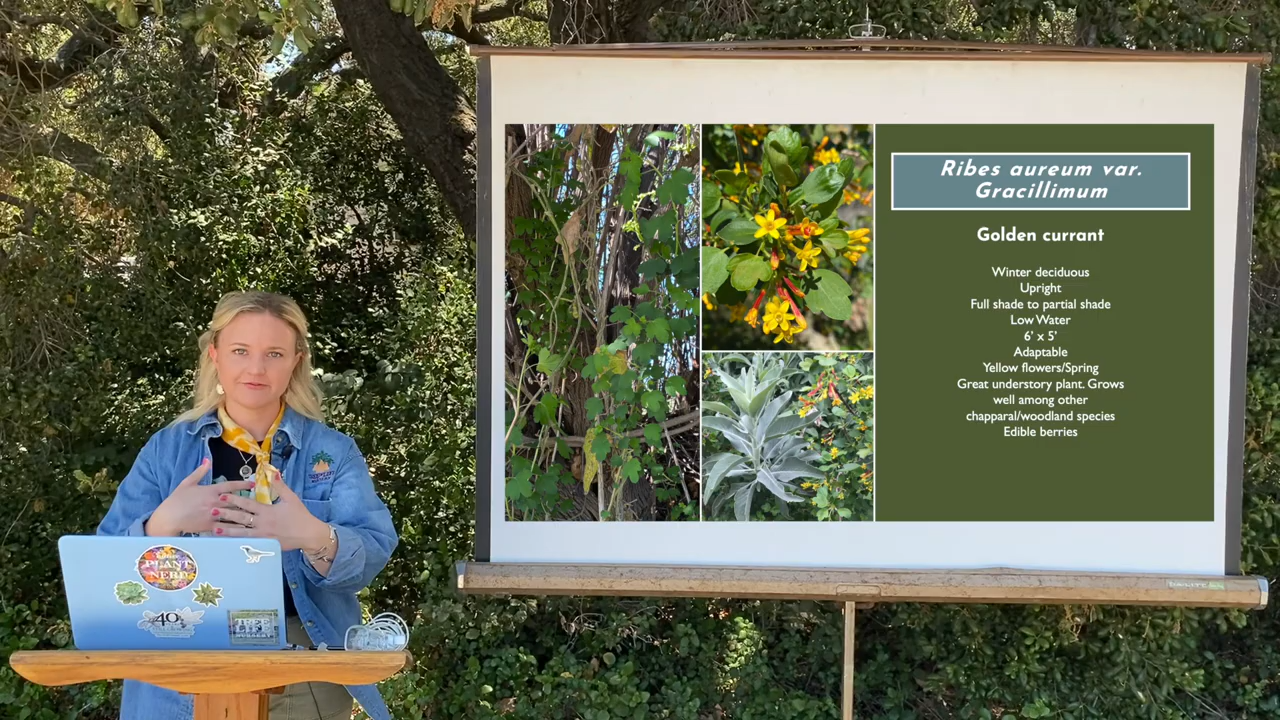 Ribes aureum var.
Gracillimum
Golden currant
Winter deciduous
Upright
Full shade to partial shade
Low Water
6' x 5'
Adaptable
Yellow flowers/Spring
Great understory plant. Grows
well among other
chapparal/woodland species
Edible berries
PLANT
NERD
40
TREE
LIFE
NURSERY